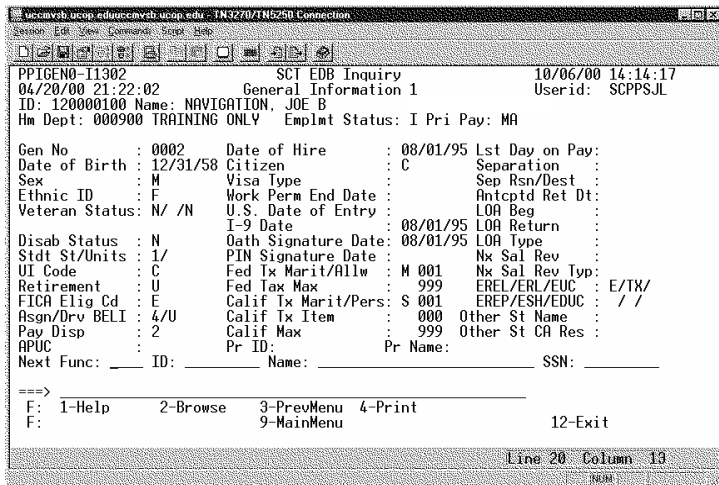 uccmvsb.ucop.eduuccmvsb.ucop.edu - TN3270/TN5250 Connection
Session Edit View Commands Script Help
PPIGEN0-I1302 SCT EDB Inquiry 10/06/00 14:14:17
04/20/00 21:22:02 General Information 1 Userid: SCPPSJL
ID: 120000100 Name: NAVIGATION, JOE B
Hm Dept: 000900 TRAINING ONLY Emplmt Status: I Pri Pay: MA
Gen No : 0002 Date of Hire : 08/01/95 Lst Day on Pay:
Date of Birth : 12/31/58 Citizen : C Separation :
Sex : M Visa Type : Sep Rsn/Dest :
Ethnic ID : F Work Perm End Date : Antcptd Ret Dt:
Veteran Status: N/ /N U.S. Date of Entry : LOA Beg :
I-9 Date : 08/01/95 LOA Return :
Disab Status : N Oath Signature Date: 08/01/95 LOA Type :
Stdt St/Units : 1/ PIN Signature Date : Nx Sal Rev :
UI Code : C Fed Tx Marit/Allw : M 001 Nx Sal Rev Typ:
Retirement : U Fed Tax Max : 999 EREL/ERL/EUC : E/TX/
FICA Elig Cd : E Calif Tx Marit/Pers: S 001 EREP/ESH/EDUC : / /
Asgn/Drv BELI : 4/U Calif Tx Item : 000 Other St Name :
Pay Disp : 2 Calif Max : 999 Other St CA Res :
APUC : Pr ID: Pr Name:
Next Func: ____ ID: _________ Name: __________________________ SSN: _________
===>
F: 1-Help 2-Browse 3-PrevMenu 4-Print
F: 9-MainMenu 12-Exit
Line 20 Column 13
NUM